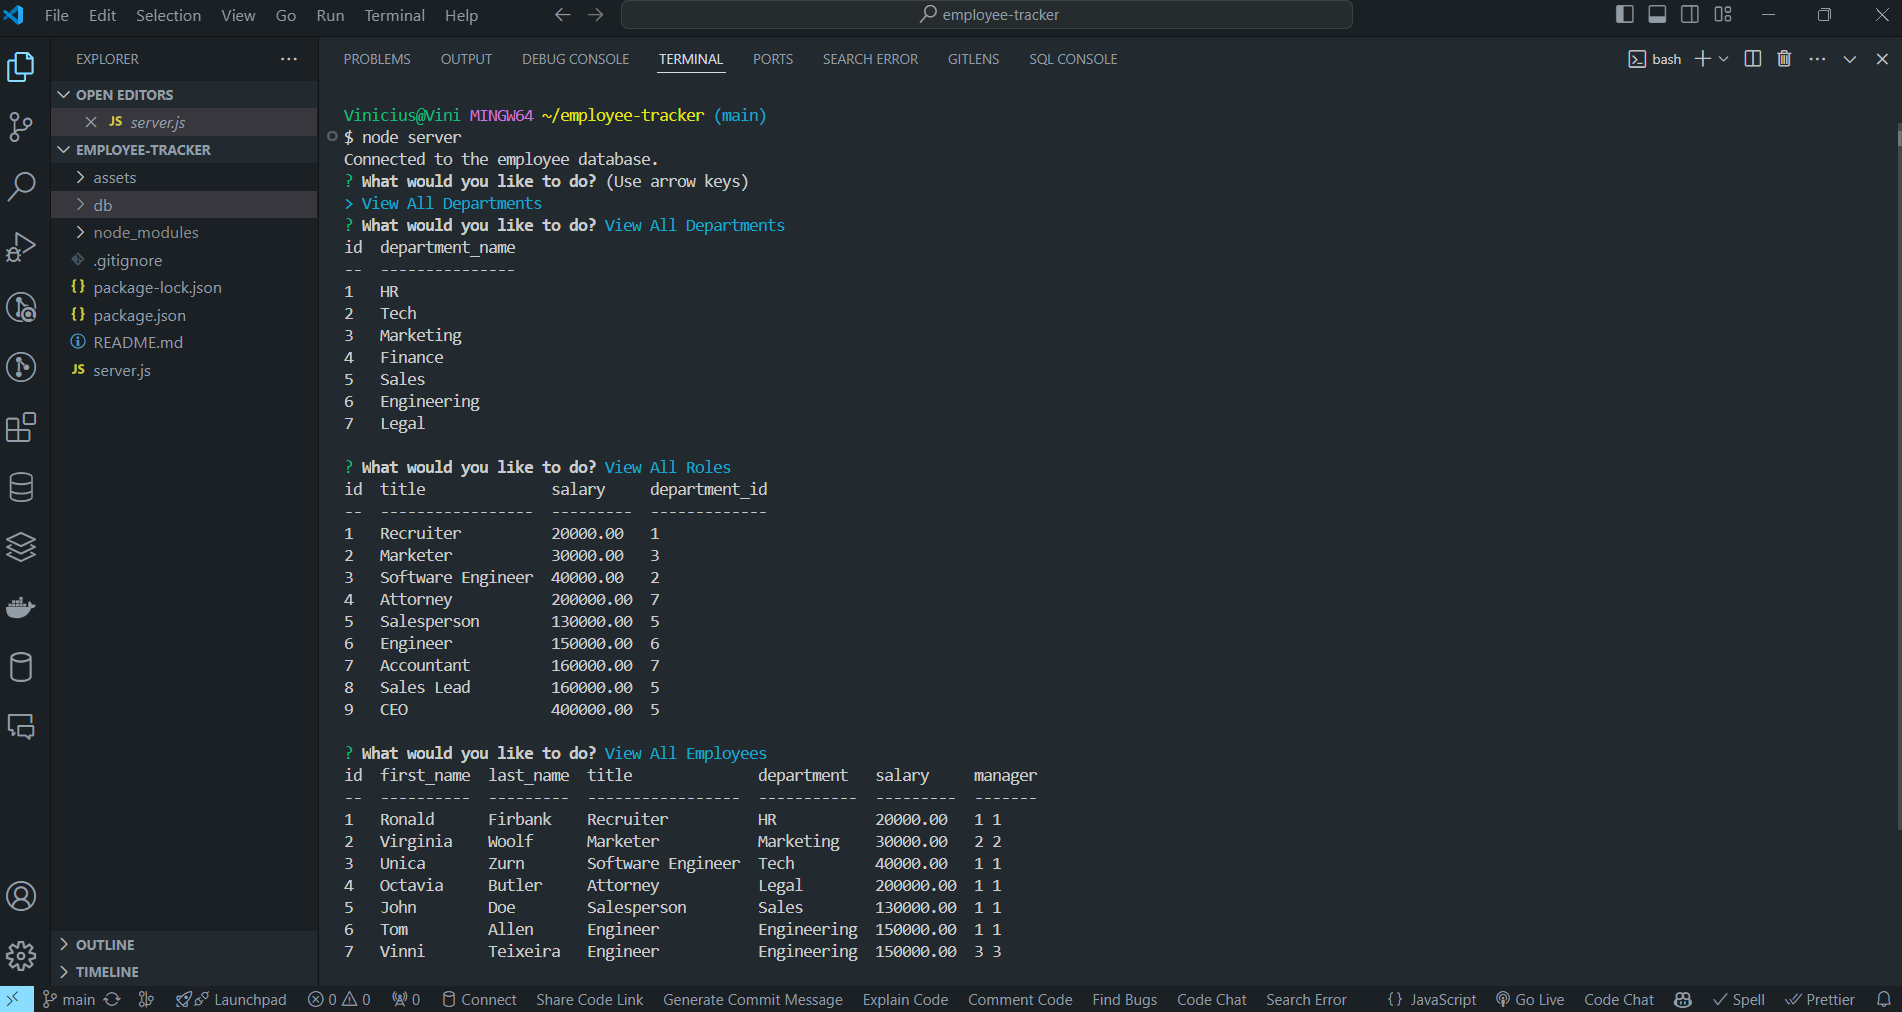 File Edit Selection View Go Run Terminal Help employee-tracker
EXPLORER
OPEN EDITORS
JS server.js
EMPLOYEE-TRACKER
assets
db
node_modules
.gitignore
{} package-lock.json
{} package.json
README.md
JS server.js
OUTLINE
TIMELINE
PROBLEMS OUTPUT DEBUG CONSOLE TERMINAL PORTS SEARCH ERROR GITLENS SQL CONSOLE bash
Vinicius@Vini MINGW64 ~/employee-tracker (main)
$ node server
Connected to the employee database.
? What would you like to do? (Use arrow keys)
> View All Departments
? What would you like to do? View All Departments
id  department_name
--  ---------------
1   HR
2   Tech
3   Marketing
4   Finance
5   Sales
6   Engineering
7   Legal
? What would you like to do? View All Roles
id  title              salary     department_id
--  -----------------  ---------  -------------
1   Recruiter          20000.00   1
2   Marketer           30000.00   3
3   Software Engineer  40000.00   2
4   Attorney           200000.00  7
5   Salesperson        130000.00  5
6   Engineer           150000.00  6
7   Accountant         160000.00  7
8   Sales Lead         160000.00  5
9   CEO                400000.00  5
? What would you like to do? View All Employees
id  first_name  last_name  title              department   salary     manager
--  ----------  ---------  -----------------  -----------  ---------  -------
1   Ronald      Firbank    Recruiter          HR           20000.00   1 1
2   Virginia    Woolf      Marketer           Marketing    30000.00   2 2
3   Unica       Zurn       Software Engineer  Tech         40000.00   1 1
4   Octavia     Butler     Attorney           Legal        200000.00  1 1
5   John        Doe        Salesperson        Sales        130000.00  1 1
6   Tom         Allen      Engineer           Engineering  150000.00  1 1
7   Vinni       Teixeira   Engineer           Engineering  150000.00  3 3
main Launchpad 0 0 0 Connect Share Code Link Generate Commit Message Explain Code Comment Code Find Bugs Code Chat Search Error {} JavaScript Go Live Code Chat Spell Prettier